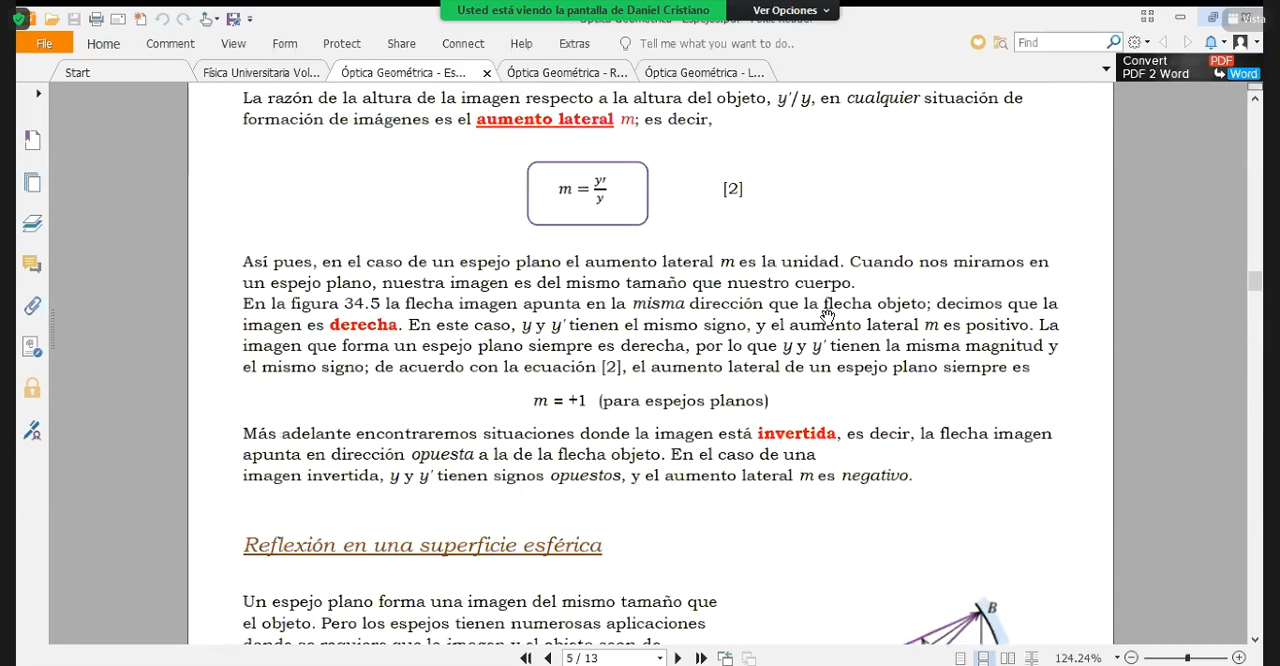 Usted está viendo la pantalla de Daniel Cristiano
Ver Opciones
Vista
File Home Comment View Form Protect Share Connect Help Extras Tell me what you want to do.. Find
Convert
PDF 2 Word
PDF
Word
Start Física Universitaria Vol... Óptica Geométrica - Es... Óptica Geométrica - R... Óptica Geométrica - L...
La razón de la altura de la imagen respecto a la altura del objeto, y'/y, en cualquier situación de
formación de imágenes es el aumento lateral m; es decir,
m = y'/y [2]
Así pues, en el caso de un espejo plano el aumento lateral m es la unidad. Cuando nos miramos en
un espejo plano, nuestra imagen es del mismo tamaño que nuestro cuerpo.
En la figura 34.5 la flecha imagen apunta en la misma dirección que la flecha objeto; decimos que la
imagen es derecha. En este caso, y y y' tienen el mismo signo, y el aumento lateral m es positivo. La
imagen que forma un espejo plano siempre es derecha, por lo que y y y' tienen la misma magnitud y
el mismo signo; de acuerdo con la ecuación [2], el aumento lateral de un espejo plano siempre es
m = +1 (para espejos planos)
Más adelante encontraremos situaciones donde la imagen está invertida, es decir, la flecha imagen
apunta en dirección opuesta a la de la flecha objeto. En el caso de una
imagen invertida, y y y' tienen signos opuestos, y el aumento lateral m es negativo.
Reflexión en una superficie esférica
Un espejo plano forma una imagen del mismo tamaño que
el objeto. Pero los espejos tienen numerosas aplicaciones
B
5 / 13
124.24%